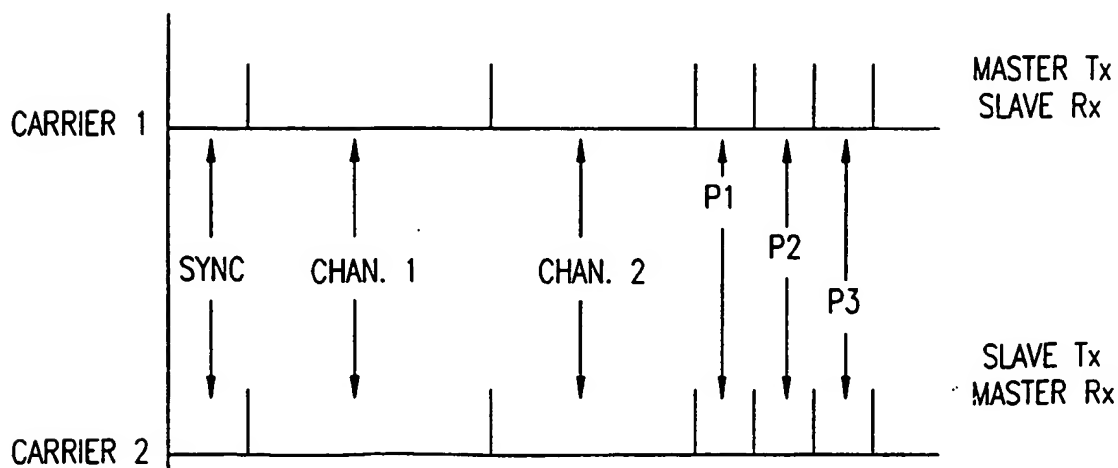 MASTER Tx
SLAVE Rx
CARRIER 1
P1
P2
SYNC
CHAN. 1
CHAN. 2
P3
SLAVE Tx
MASTER Rx
CARRIER 2